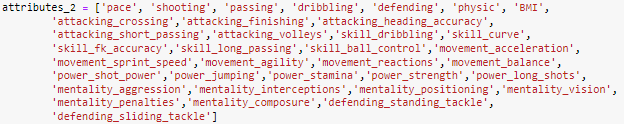 attributes_2 = ['pace', 'shooting', 'passing', 'dribbling', 'defending', 'physic', 'BMI',
'attacking_crossing','attacking_finishing','attacking_heading_accuracy',
'attacking_short_passing','attacking_volleys','skill_dribbling','skill_curve',
'skill_fk_accuracy','skill_long_passing','skill_ball_control','movement_acceleration',
'movement_sprint_speed','movement_agility','movement_reactions','movement_balance',
'power_shot_power','power_jumping','power_stamina','power_strength','power_long_shots',
'mentality_aggression','mentality_interceptions','mentality_positioning','mentality_vision',
'mentality_penalties','mentality_composure','defending_standing_tackle',
'defending_sliding_tackle']